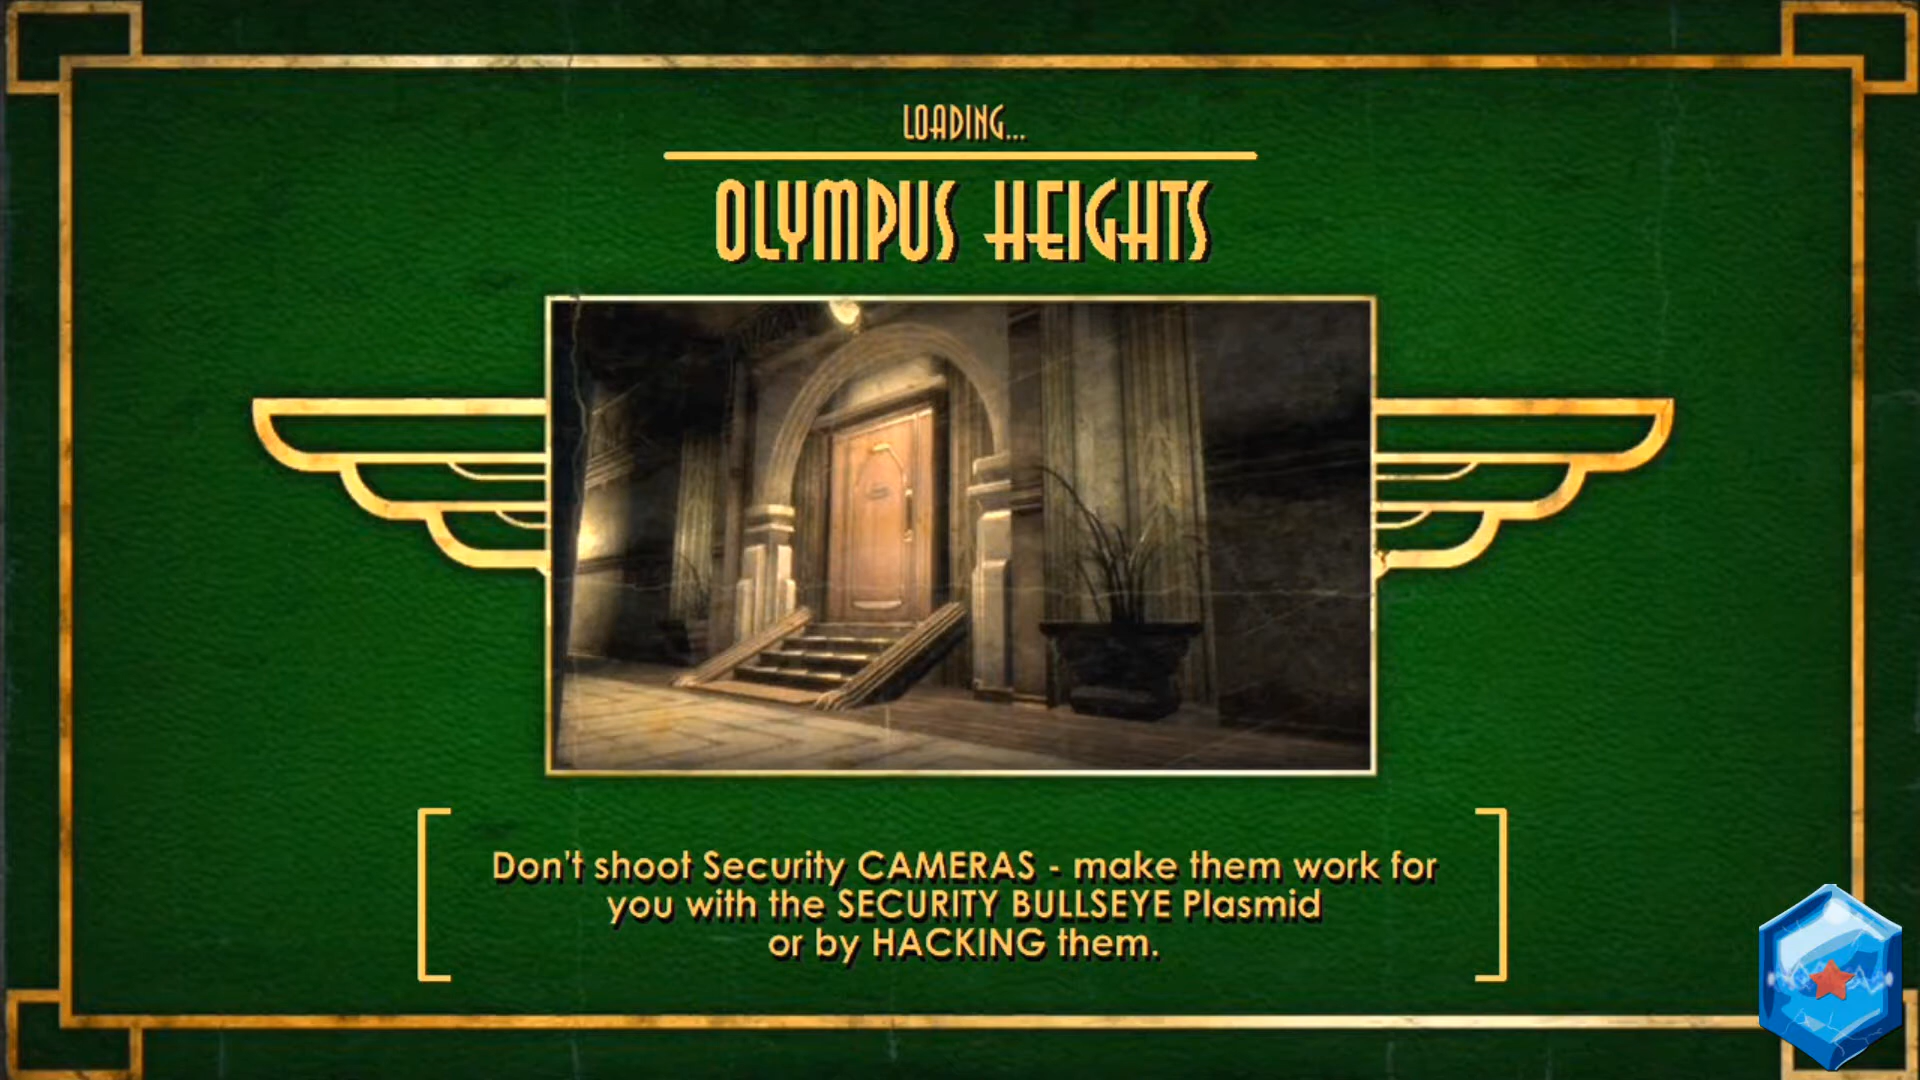 LOADING...
OLYMPUS HEIGHTS
Don't shoot Security CAMERAS - make them work for
you with the SECURITY BULLSEYE Plasmid
or by HACKING them.